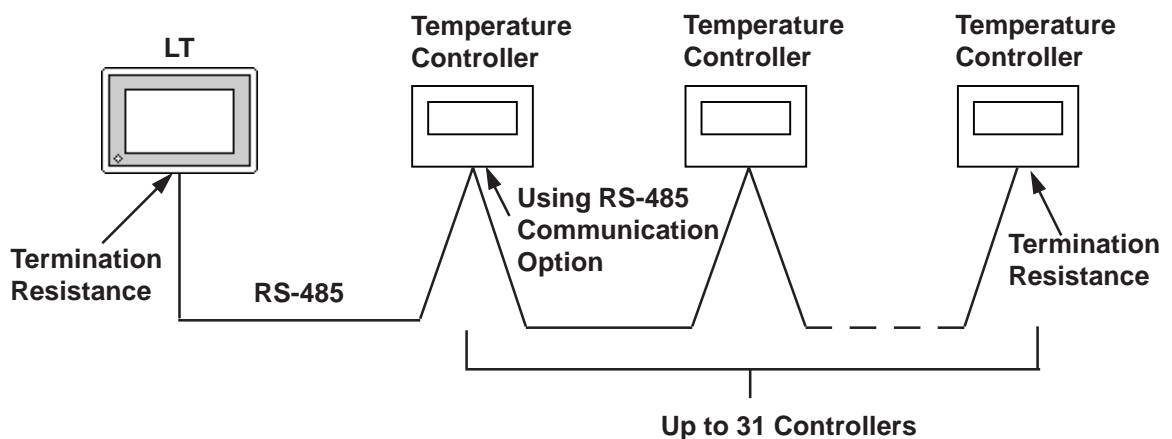 LT
Temperature
Controller
Temperature
Controller
Temperature
Controller
Termination
Resistance
RS-485
Using RS-485
Communication
Option
Termination
Resistance
Up to 31 Controllers